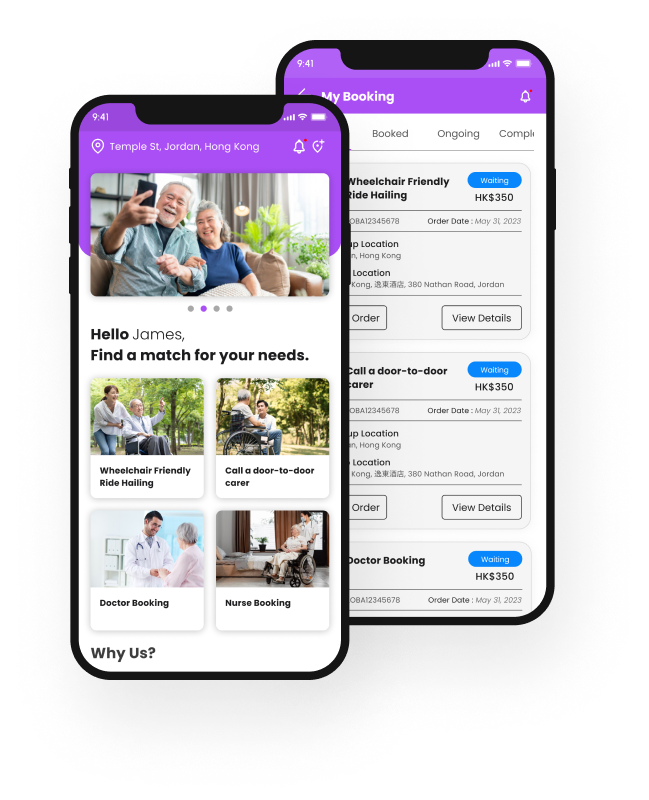 9:41
Temple St, Jordan, Hong Kong
Hello James,
Find a match for your needs.
Wheelchair Friendly
Ride Hailing
Call a door-to-door
carer
Doctor Booking
Nurse Booking
Why Us?
9:41
My Booking
Booked
Ongoing
Wheelchair Friendly
Ride Hailing
Waiting
HK$350
OBA12345678
Order Date : May 31, 2023
up Location
n, Hong Kong
Location
Kong, 逸東酒店, 380 Nathan Road, Jordan
Order
View Details
Call a door-to-door
carer
Waiting
HK$350
OBA12345678
Order Date : May 31, 2023
up Location
n, Hong Kong
Location
Kong, 逸東酒店, 380 Nathan Road, Jordan
Order
View Details
Doctor Booking
Waiting
HK$350
OBA12345678
Order Date : May 31, 2023